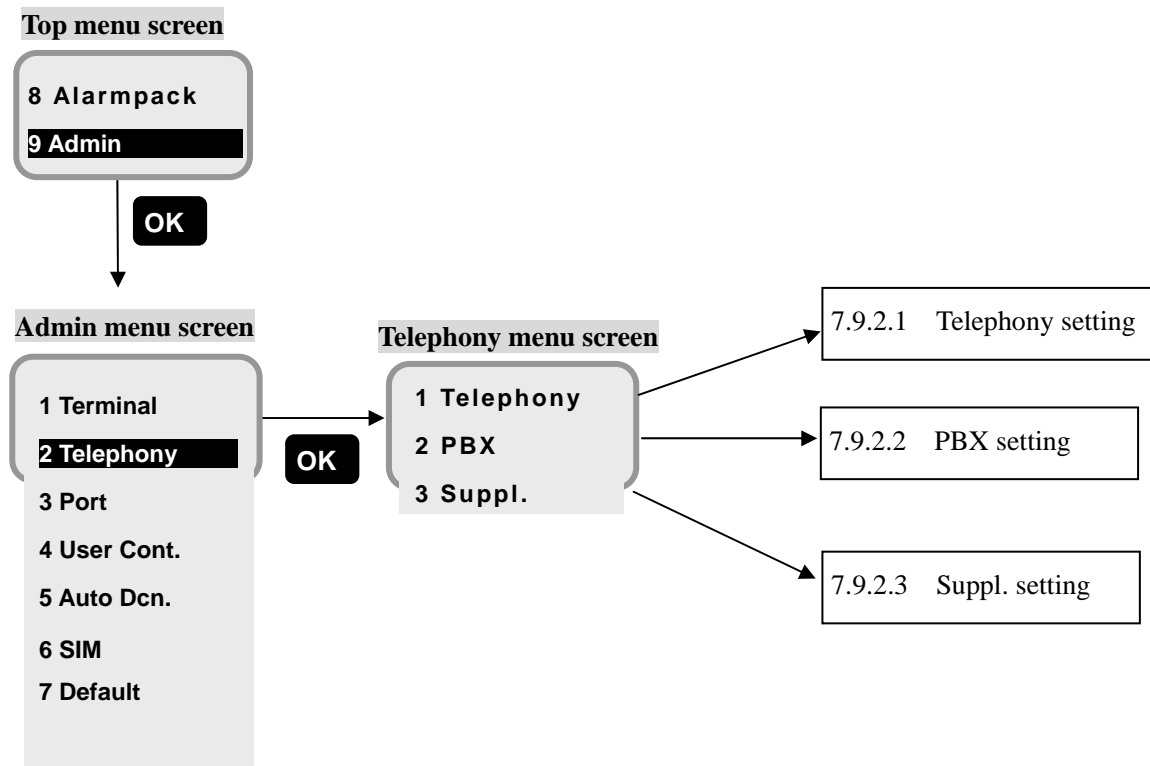 Top menu screen
8 Alarmpack
9 Admin
OK
Admin menu screen
1 Terminal
2 Telephony
3 Port
4 User Cont.
5 Auto Dcn.
6 SIM
7 Default
OK
Telephony menu screen
1 Telephony
2 PBX
3 Suppl.
7.9.2.1 Telephony setting
7.9.2.2 PBX setting
7.9.2.3 Suppl. setting